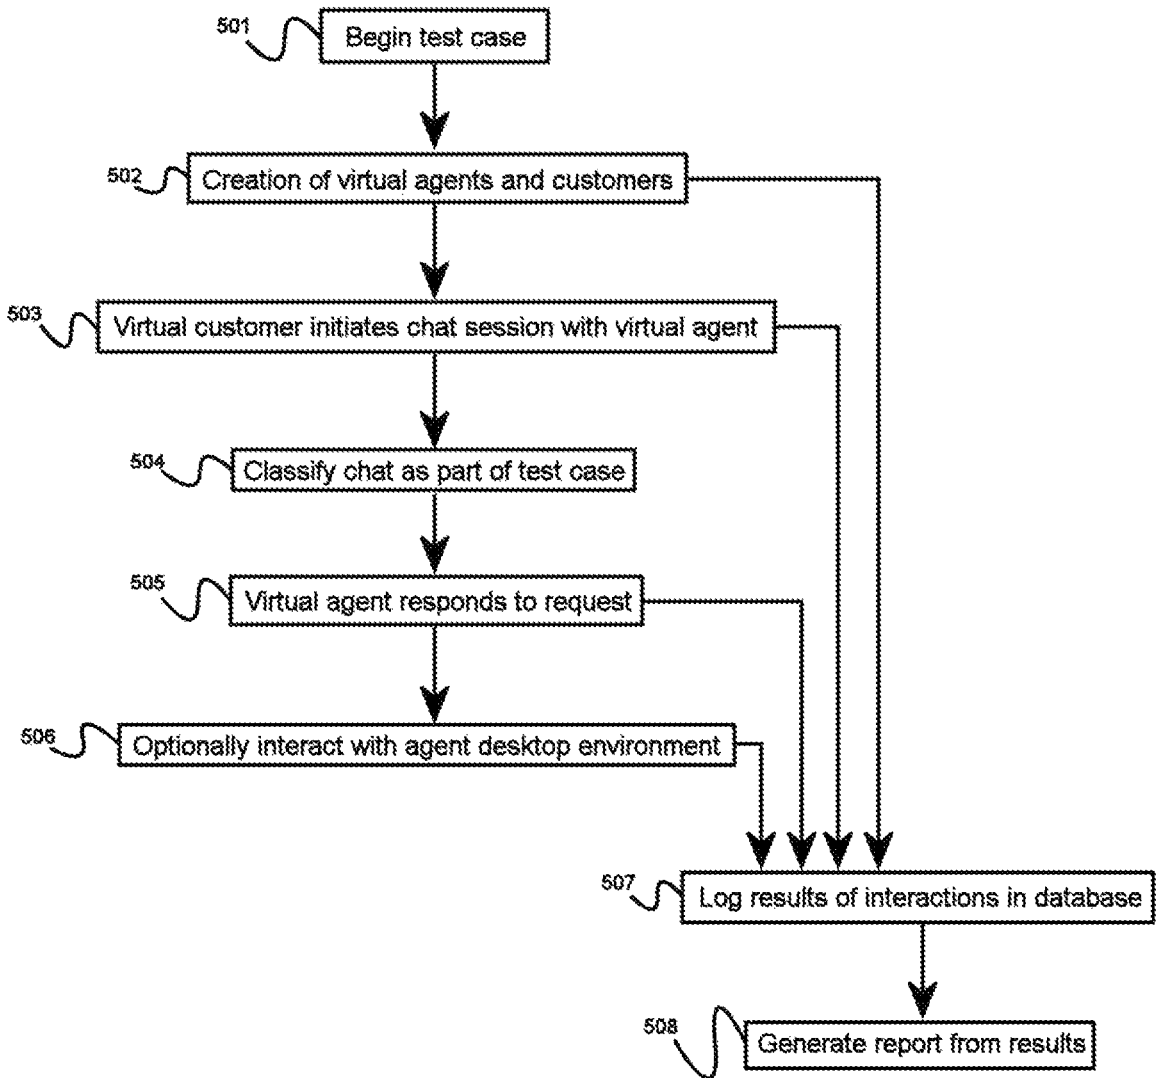 501
Begin test case
502
Creation of virtual agents and customers
503
Virtual customer initiates chat session with virtual agent
504
Classify chat as part of test case
505
Virtual agent responds to request
506
Optionally interact with agent desktop environment
507
Log results of interactions in database
508
Generate report from results